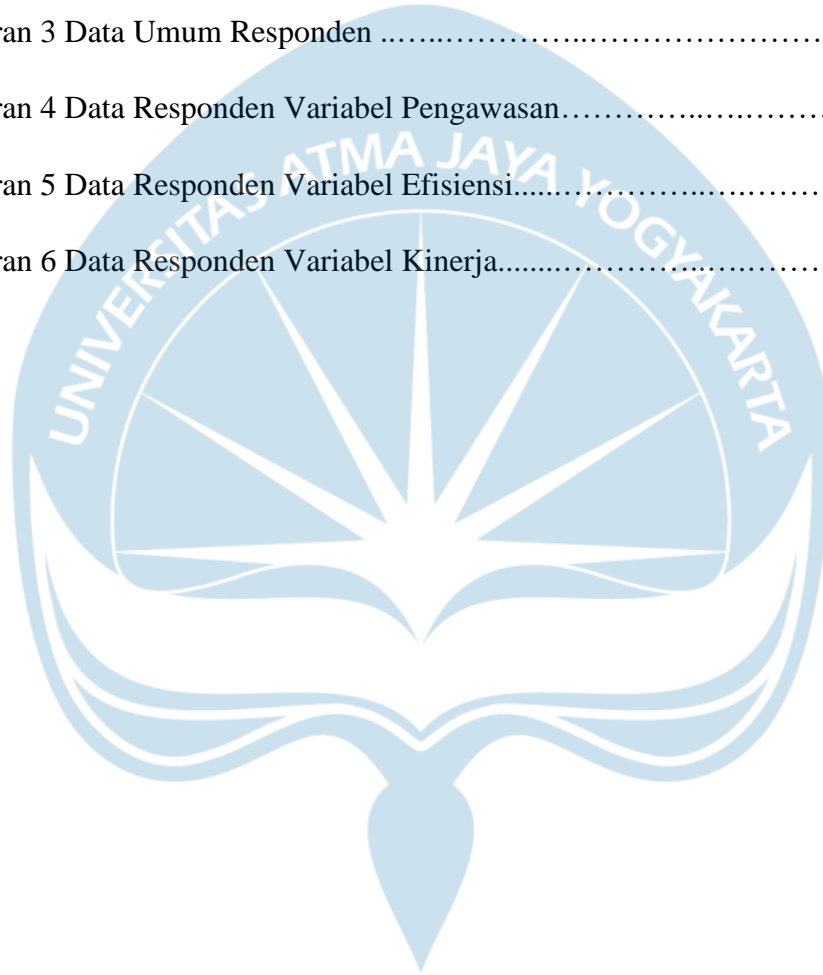 ran 3 Data Umum Responden ..…..…………..……………………
ran 4 Data Responden Variabel Pengawasan…………..….……….
ran 5 Data Responden Variabel Efisiensi.....……………..….………
ran 6 Data Responden Variabel Kinerja........…………..….………
UNIVERSITAS ATMA JAYA YOGYAKARTA